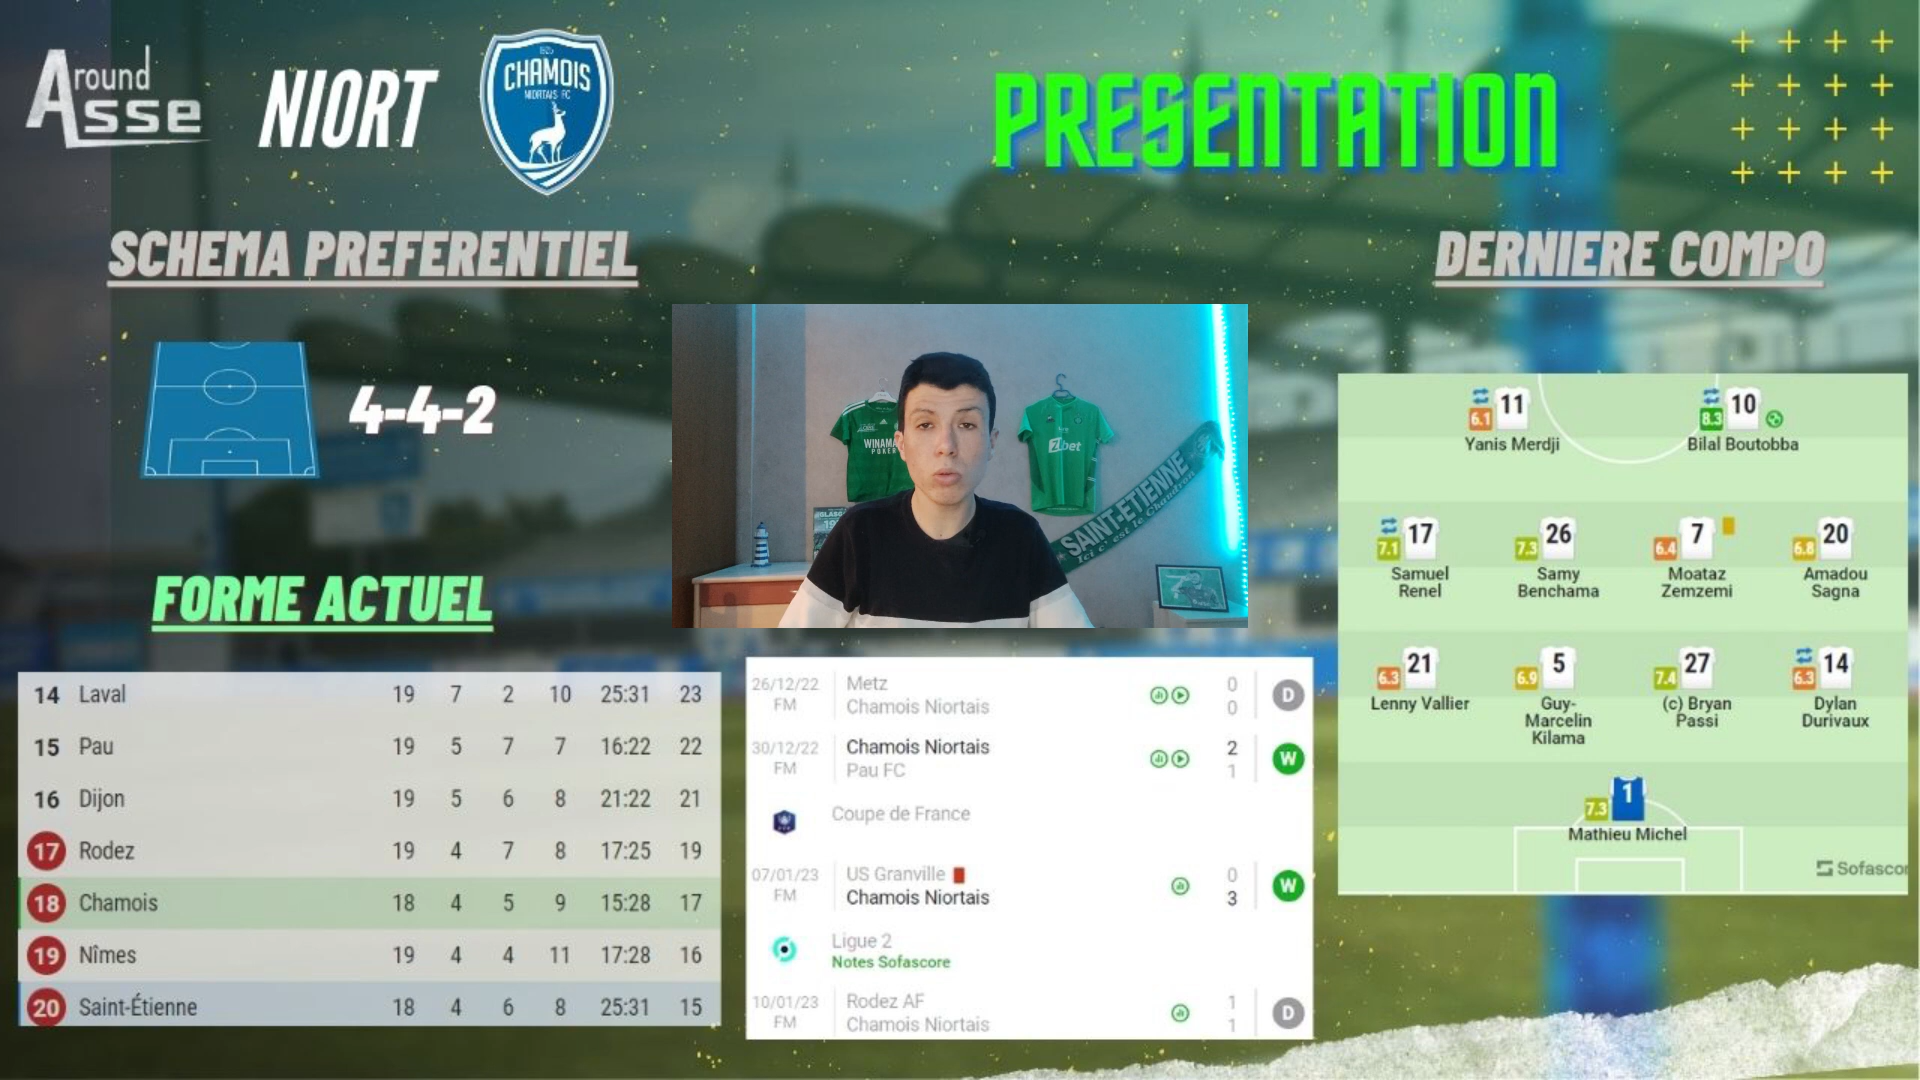 Around
Asse
NIORT
1925
CHAMOIS
NIORTAIS FC
PRESENTATION
SCHEMA PREFERENTIEL
4-4-2
FORME ACTUEL
14 Laval 19 7 2 10 25:31 23
15 Pau 19 5 7 7 16:22 22
16 Dijon 19 5 6 8 21:22 21
17 Rodez 19 4 7 8 17:25 19
18 Chamois 18 4 5 9 15:28 17
19 Nîmes 19 4 4 11 17:28 16
20 Saint-Étienne 18 4 6 8 25:31 15
WINAMA
POKER
Zbet
SAINT-ETIENNE
Ici c'est le Chaudron
26/12/22 Metz 0
FM Chamois Niortais 0
D
30/12/22 Chamois Niortais 2
FM Pau FC 1
W
Coupe de France
07/01/23 US Granville 0
FM Chamois Niortais 3
W
Ligue 2
Notes Sofascore
10/01/23 Rodez AF 1
FM Chamois Niortais 1
D
DERNIERE COMPO
6.1 11
Yanis Merdji
8.3 10
Bilal Boutobba
7.1 17
Samuel
Renel
7.3 26
Samy
Benchama
6.4 7
Moataz
Zemzemi
6.8 20
Amadou
Sagna
6.3 21
Lenny Vallier
6.9 5
Guy-
Marcelin
Kilama
7.4 27
(c) Bryan
Passi
6.3 14
Dylan
Durivaux
7.3 1
Mathieu Michel
Sofascor